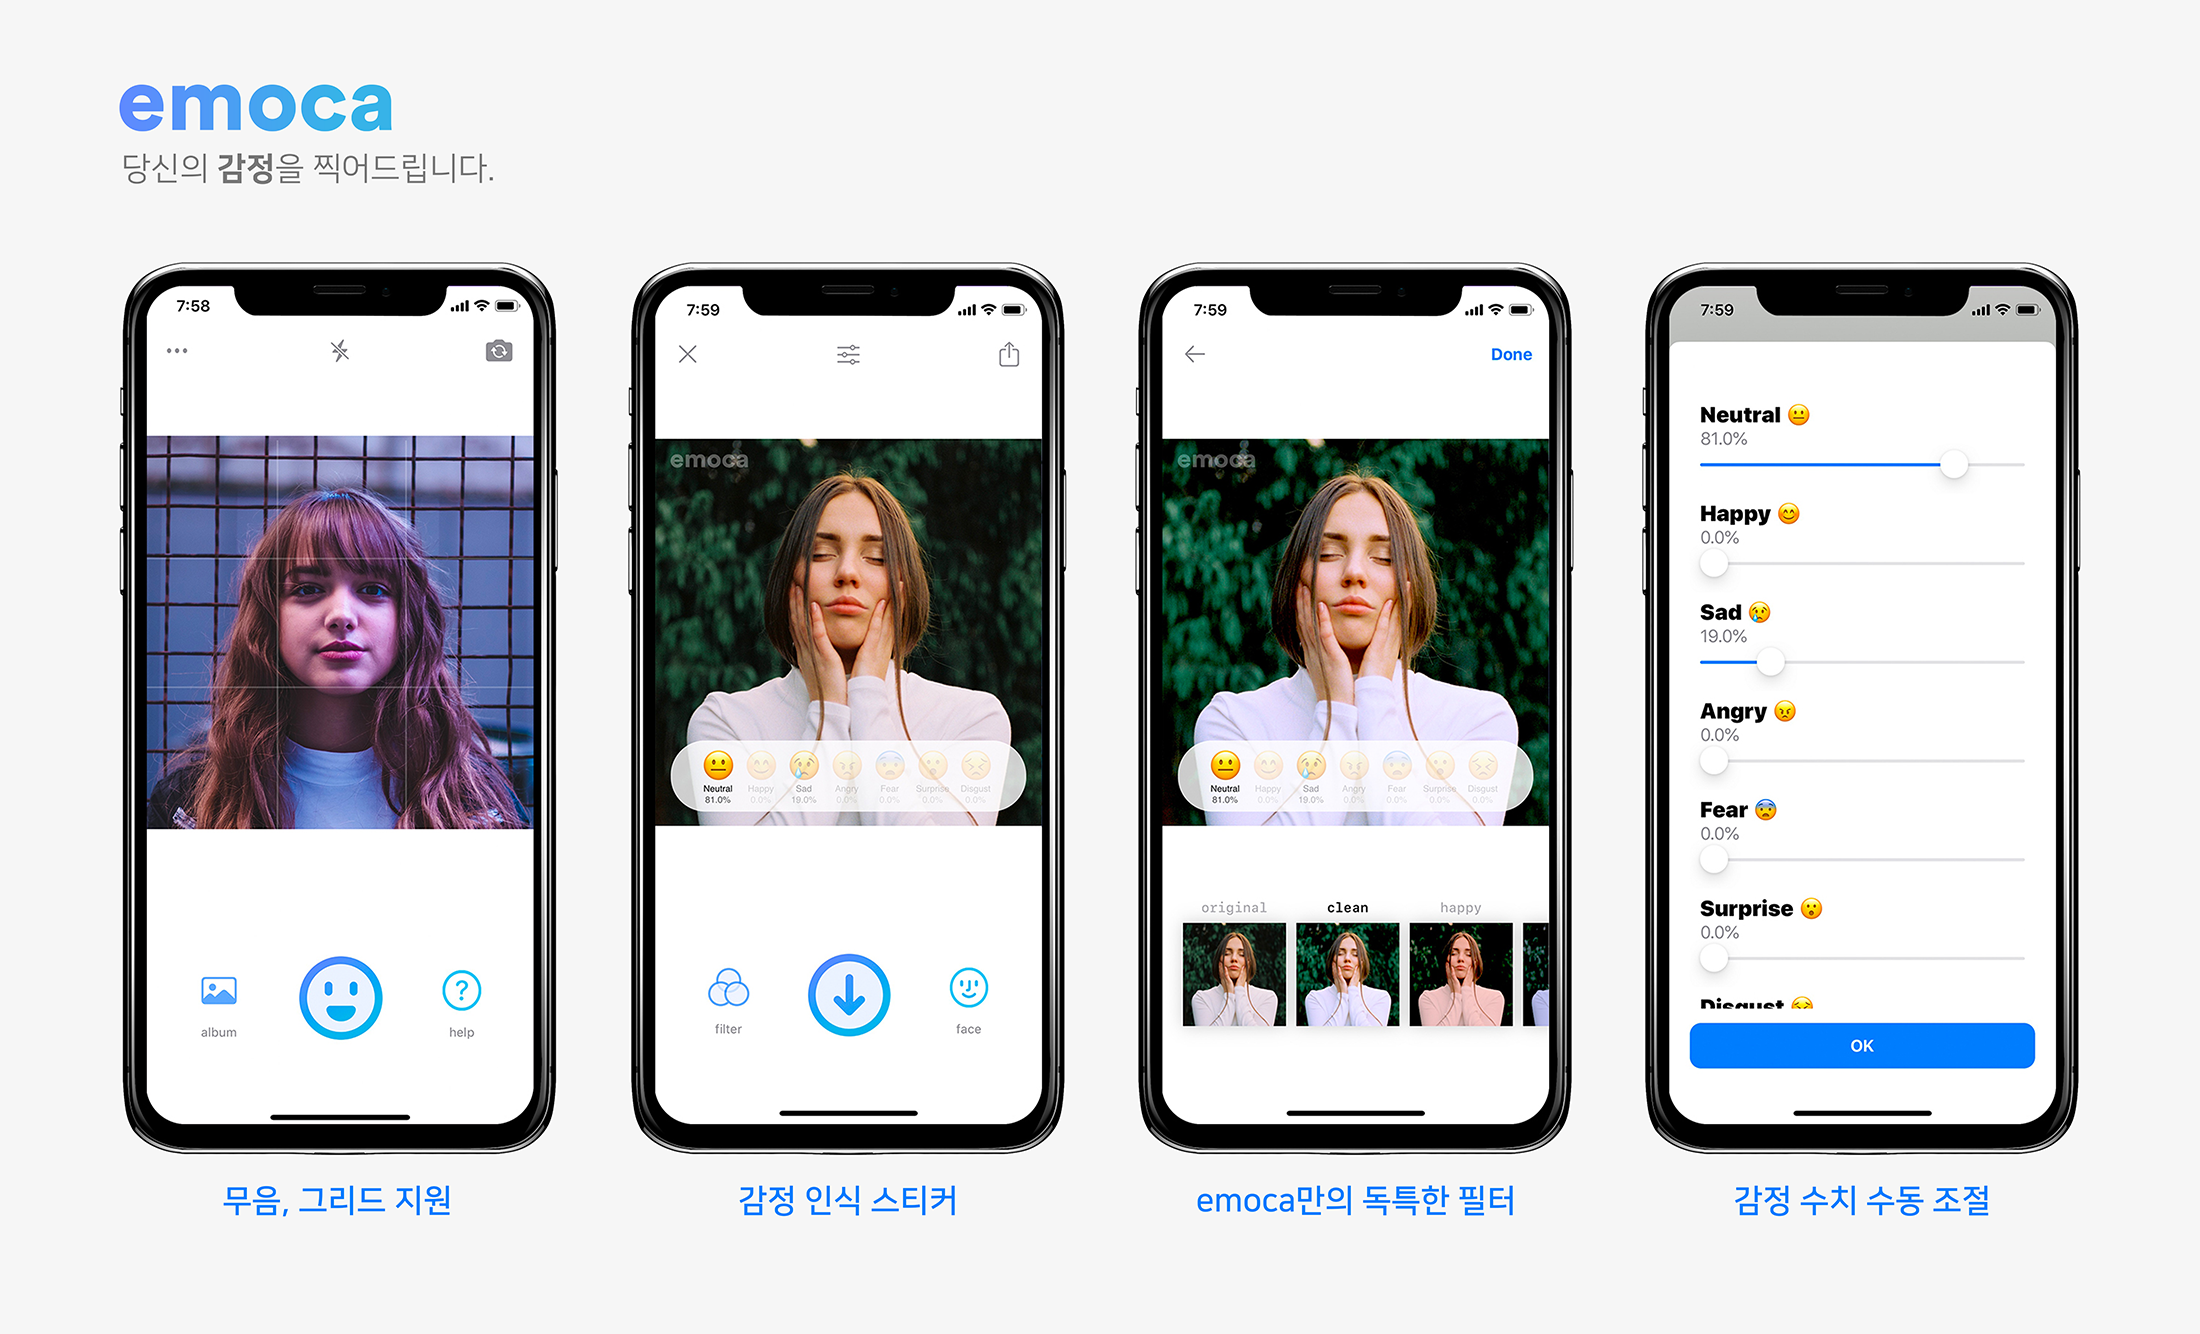 emoca
당신의 감정을 찍어드립니다.
7:58
album
help
무음, 그리드 지원
7:59
emoca
Neutral Happy Sad Angry Fear Surprise Disgust
81.0% 0.0% 19.0% 0.0% 0.0% 0.0% 0.0%
filter
face
감정 인식 스티커
7:59
Done
emoca
Neutral Happy Sad Angry Fear Surprise Disgust
81.0% 0.0% 19.0% 0.0% 0.0% 0.0% 0.0%
original clean happy
emoca만의 독특한 필터
7:59
Neutral 😐
81.0%
Happy 😊
0.0%
Sad 😢
19.0%
Angry 😠
0.0%
Fear 😨
0.0%
Surprise 😮
0.0%
Disgust 😣
OK
감정 수치 수동 조절